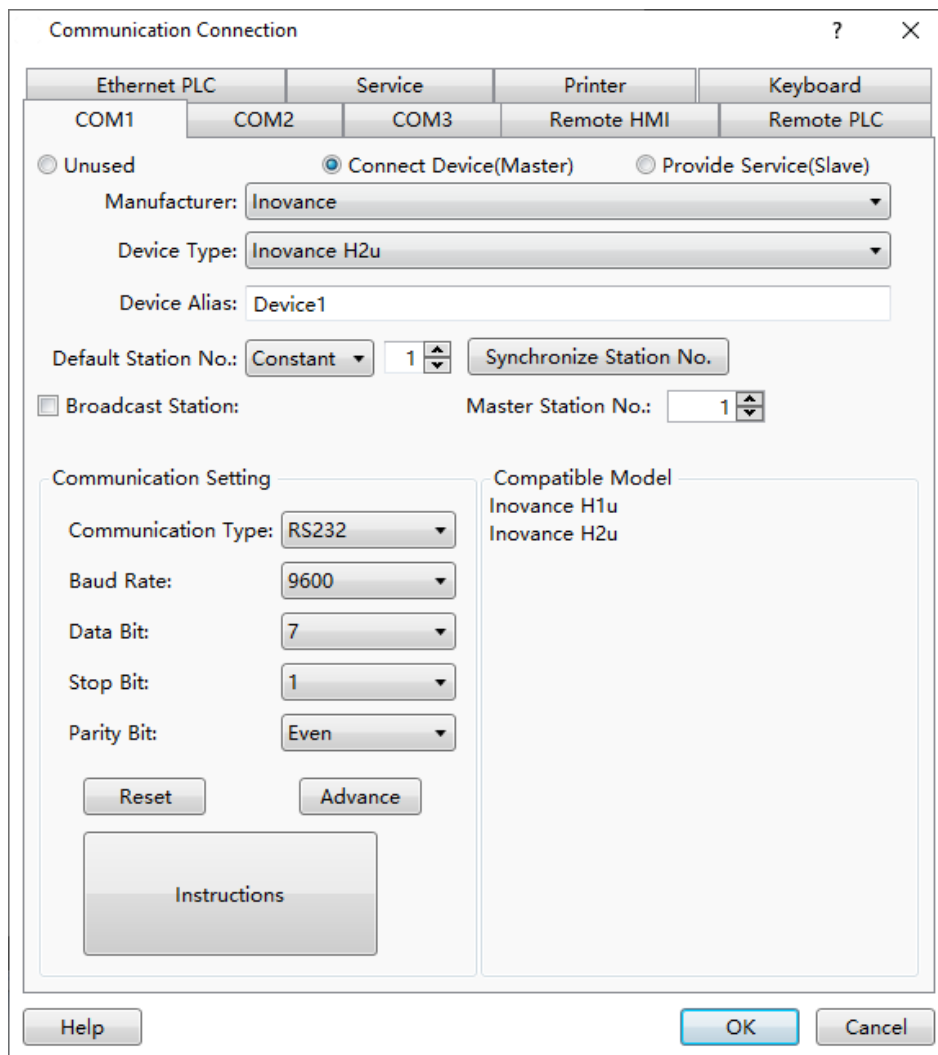 Communication Connection ? ×
Ethernet PLC Service Printer Keyboard
COM1 COM2 COM3 Remote HMI Remote PLC
Unused Connect Device(Master) Provide Service(Slave)
Manufacturer: Inovance
Device Type: Inovance H2u
Device Alias: Device1
Default Station No.: Constant 1 Synchronize Station No.
Broadcast Station: Master Station No.: 1
Communication Setting
Communication Type: RS232
Baud Rate: 9600
Data Bit: 7
Stop Bit: 1
Parity Bit: Even
Reset Advance
Instructions
Compatible Model
Inovance H1u
Inovance H2u
Help OK Cancel